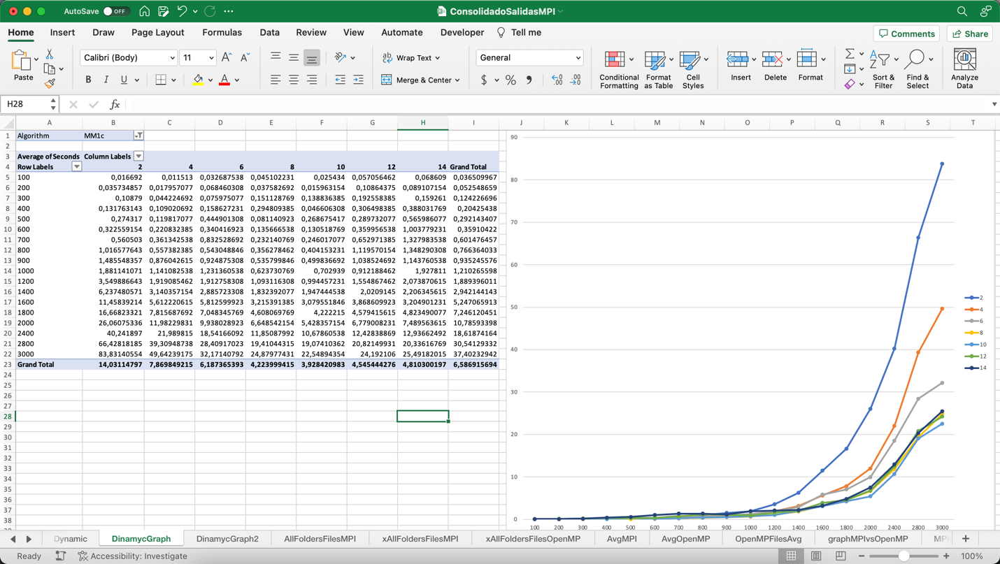 AutoSave OFF ConsolidadoSalidasMPI
Home Insert Draw Page Layout Formulas Data Review View Automate Developer Tell me Comments Share
Paste Calibri (Body) 11 Wrap Text General
B I U Merge & Center $ % Conditional Formatting Format as Table Cell Styles Insert Delete Format Sort & Filter Find & Select Analyze Data
H28 fx
A B C D E F G H I J K L M N O P Q R S T
1 Algorithm MM1c
2
3 Average of Seconds Column Labels
4 Row Labels 2 4 6 8 10 12 14 Grand Total
5 100 0,016692 0,011513 0,032687538 0,045102231 0,025434 0,057056462 0,068609 0,036509967
6 200 0,035734857 0,017957077 0,068460308 0,037582692 0,015963154 0,10864375 0,089107154 0,052548659
7 300 0,10879 0,044224692 0,075975077 0,151128769 0,138836385 0,192558385 0,159261 0,124226696
8 400 0,131763143 0,109020692 0,158627231 0,294809385 0,046606308 0,306498385 0,388031769 0,20425438
9 500 0,274317 0,119817077 0,444901308 0,081140923 0,268675417 0,289732077 0,565986077 0,292143407
10 600 0,322559154 0,220832385 0,340416923 0,135666538 0,130518769 0,359956538 1,003779231 0,35910422
11 700 0,560503 0,361342538 0,832528692 0,232140769 0,246017077 0,652971385 1,327983538 0,601476457
12 800 1,016577643 0,557382385 0,543048846 0,356278462 0,404153231 1,119570154 1,348290308 0,766364033
13 900 1,485548357 0,876042615 0,924875308 0,535799846 0,499836692 1,038524692 1,143760538 0,935245576
14 1000 1,881141071 1,141082538 1,231360538 0,623730769 0,702939 0,912188462 1,927811 1,210265598
15 1200 3,549886643 1,919085462 1,912758308 1,093116308 0,994457231 1,554867462 2,073870615 1,889396011
16 1400 6,237480571 3,140357154 2,885723308 1,832392077 1,947444538 2,0209145 2,206345615 2,942144143
17 1600 11,45839214 5,612220615 5,812599923 3,215391385 3,079551846 3,868609923 3,204901231 5,247065913
18 1800 16,66823321 7,815687692 7,048345769 4,608069769 4,222215 4,579415615 4,823490077 7,246120451
19 2000 26,06075336 11,98229831 9,938028923 6,648542154 5,428357154 6,779008231 7,489563615 10,78593398
20 2400 40,241897 21,989815 18,54166092 11,85087992 10,67860538 12,42838869 12,93662492 18,61874164
21 2800 66,42818185 39,30948738 28,40917023 19,41044315 19,07410362 20,82149931 20,33616769 30,54129332
22 3000 83,83140554 49,64239175 32,17140792 24,87977431 22,54894354 24,192106 25,49182015 37,40232942
23 Grand Total 14,03114797 7,869849215 6,187365393 4,223999415 3,928420983 4,545444276 4,810300197 6,586915694
24
25
26
27
28
29
30
31
32
33
34
35
36
37
38
90
80
70
60
50
40
30
20
10
0
100 200 300 400 500 600 700 800 900 1000 1200 1400 1600 1800 2000 2400 2800 3000
2
4
6
8
10
12
14
Dynamic DinamycGraph DinamycGraph2 AllFoldersFilesMPI xAllFoldersFilesMPI xAllFoldersFilesOpenMP AvgMPI AvgOpenMP OpenMPFilesAvg graphMPIvsOpenMP MPI
Ready Accessibility: Investigate 100%